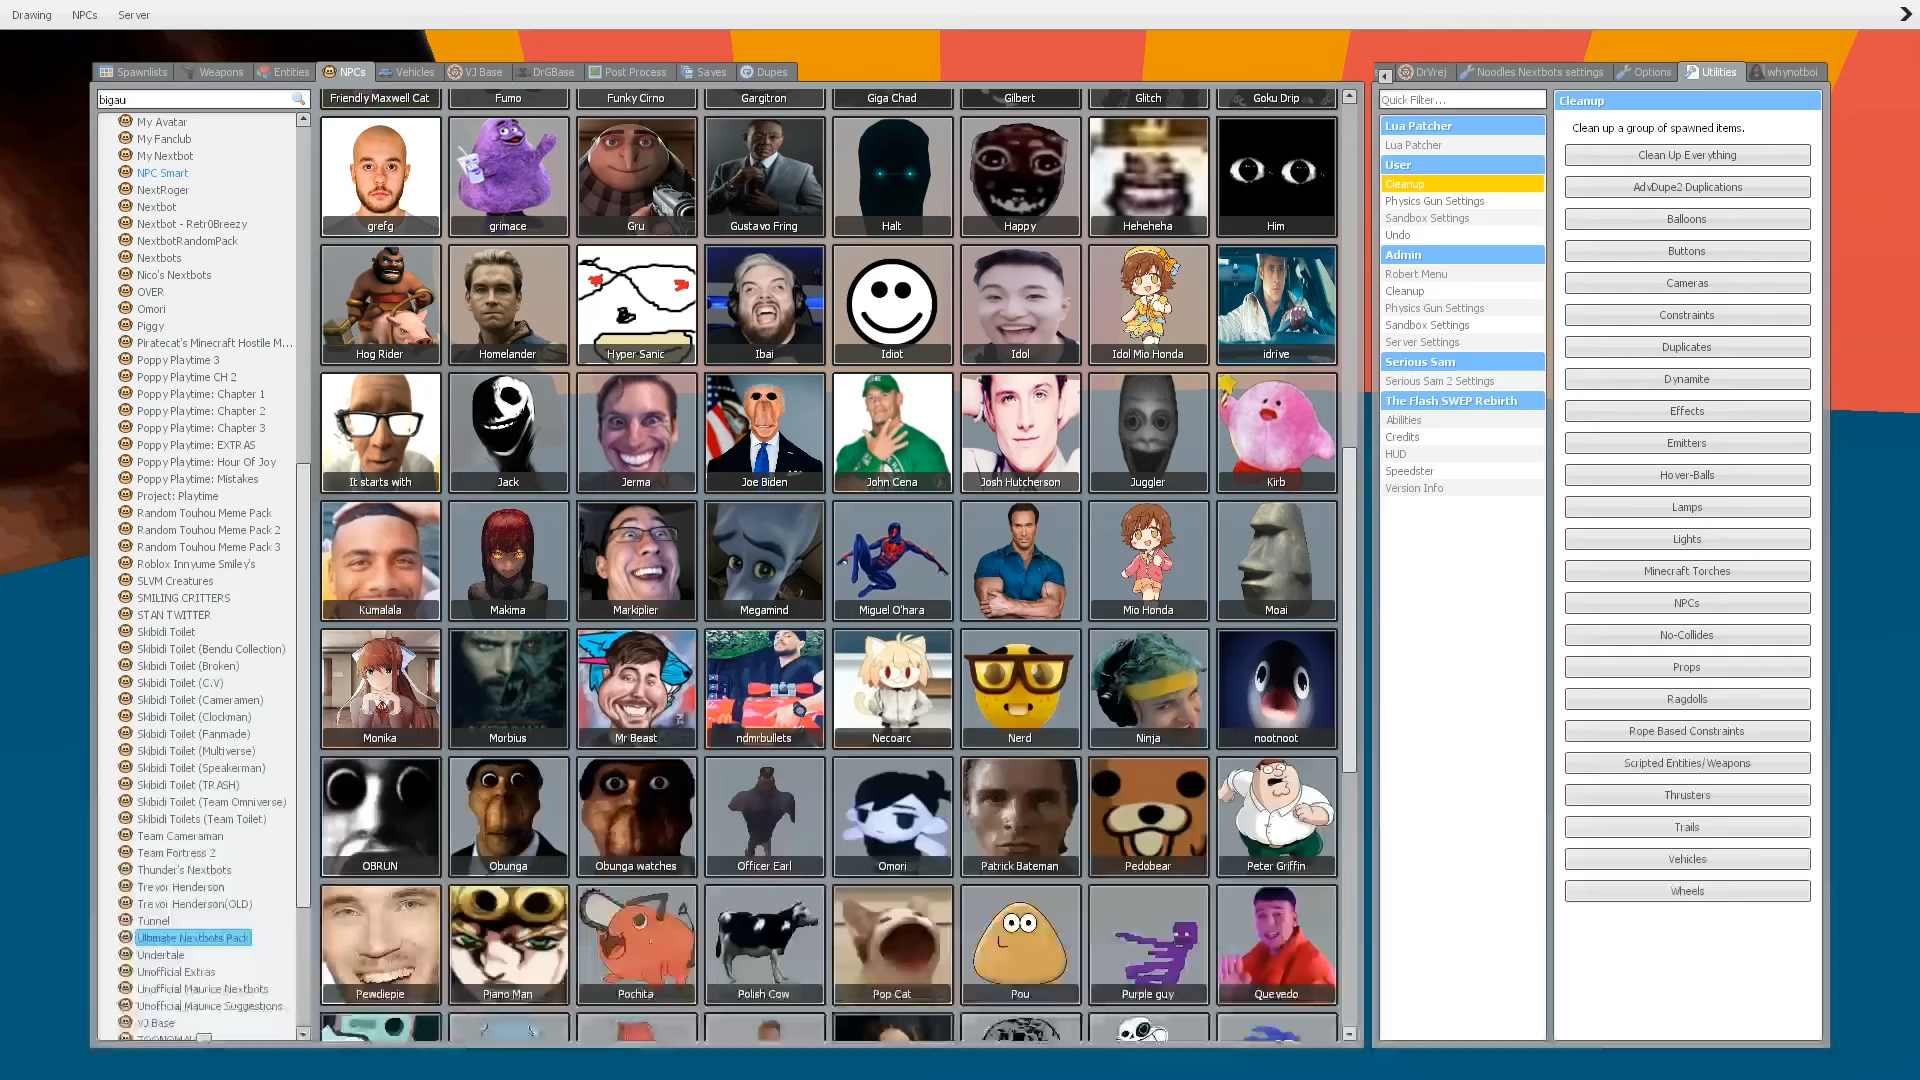 Drawing NPCs Server
Spawnlists Weapons Entities NPCs Vehicles VJ Base DrGBase Post Process Saves Dupes
DrVrej Noodles Nextbots settings Options Utilities whynotboi
bigau
My Avatar
My Fanclub
My Nextbot
NPC Smart
NextRoger
Nextbot
Nextbot - Retr0Breezy
NextbotRandomPack
Nextbots
Nico's Nextbots
OVER
Omori
Piggy
Piratecat's Minecraft Hostile M...
Poppy Playtime 3
Poppy Playtime CH 2
Poppy Playtime: Chapter 1
Poppy Playtime: Chapter 2
Poppy Playtime: Chapter 3
Poppy Playtime: EXTRAS
Poppy Playtime: Hour Of Joy
Poppy Playtime: Mistakes
Project: Playtime
Random Touhou Meme Pack
Random Touhou Meme Pack 2
Random Touhou Meme Pack 3
Roblox Innyume Smiley's
SLVM Creatures
SMILING CRITTERS
STAN TWITTER
Skibidi Toilet
Skibidi Toilet (Bendu Collection)
Skibidi Toilet (Broken)
Skibidi Toilet (C.V)
Skibidi Toilet (Cameramen)
Skibidi Toilet (Clockman)
Skibidi Toilet (Fanmade)
Skibidi Toilet (Multiverse)
Skibidi Toilet (Speakerman)
Skibidi Toilet (TRASH)
Skibidi Toilet (Team Omniverse)
Skibidi Toilets (Team Toilet)
Team Cameraman
Team Fortress 2
Thunder's Nextbots
Trevor Henderson
Trevor Henderson(OLD)
Tunnel
Ultimate Nextbots Pack
Undertale
Unofficial Extras
Unofficial Maurice Nextbots
Unofficial Maurice Suggestions
VJ Base
Friendly Maxwell Cat Fumo Funky Cirno Gargitron Giga Chad Gilbert Glitch Goku Drip
grefg grimace Gru Gustavo Fring Halt Happy Heheheha Him
Hog Rider Homelander Hyper Sanic Ibai Idiot Idol Idol Mio Honda idrive
It starts with Jack Jerma Joe Biden John Cena Josh Hutcherson Juggler Kirb
Kumalala Makima Markiplier Megamind Miguel O'hara Mio Honda Moai
Monika Morbius Mr Beast ndmrbullets Necoarc Nerd Ninja nootnoot
OBRUN Obunga Obunga watches Officer Earl Omori Patrick Bateman Pedobear Peter Griffin
Pewdiepie Piano Man Pochita Polish Cow Pop Cat Pou Purple guy Quevedo
Quick Filter...
Lua Patcher
Lua Patcher
User
Cleanup
Physics Gun Settings
Sandbox Settings
Undo
Admin
Robert Menu
Cleanup
Physics Gun Settings
Sandbox Settings
Server Settings
Serious Sam
Serious Sam 2 Settings
The Flash SWEP Rebirth
Abilities
Credits
HUD
Speedster
Version Info
Cleanup
Clean up a group of spawned items.
Clean Up Everything
AdvDupe2 Duplications
Balloons
Buttons
Cameras
Constraints
Duplicates
Dynamite
Effects
Emitters
Hover-Balls
Lamps
Lights
Minecraft Torches
NPCs
No-Collides
Props
Ragdolls
Rope Based Constraints
Scripted Entities/Weapons
Thrusters
Trails
Vehicles
Wheels